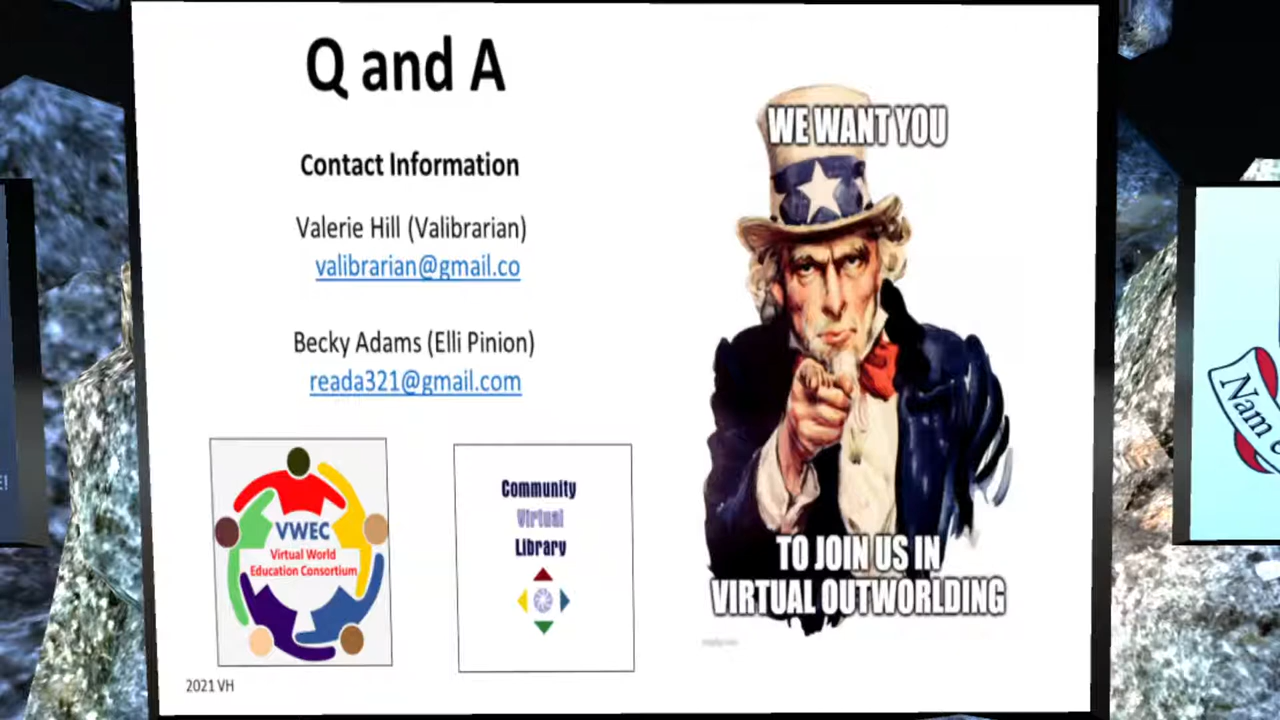 Q and A
Contact Information
Valerie Hill (Valibrarian)
valibrarian@gmail.co
Becky Adams (Elli Pinion)
reada321@gmail.com
VWEC
Virtual World
Education Consortium
Community
Virtual
Library
2021 VH
WE WANT YOU
TO JOIN US IN
VIRTUAL OUTWORLDING
E!
Nam